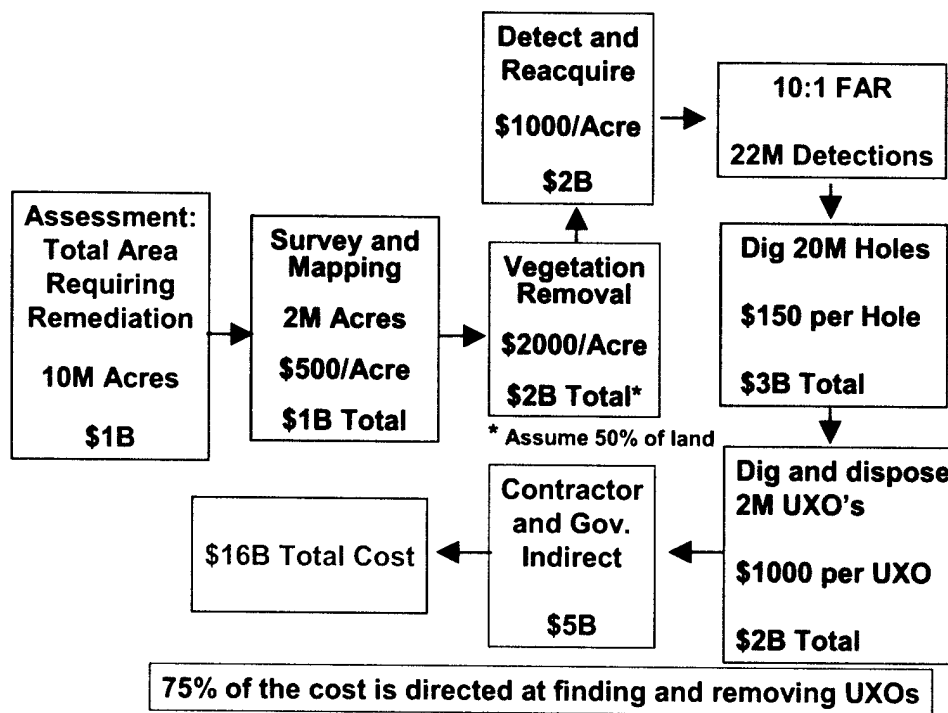 Assessment:
Total Area
Requiring
Remediation
10M Acres
$1B
Survey and
Mapping
2M Acres
$500/Acre
$1B Total
Vegetation
Removal
$2000/Acre
$2B Total*
* Assume 50% of land
Detect and
Reacquire
$1000/Acre
$2B
10:1 FAR
22M Detections
Dig 20M Holes
$150 per Hole
$3B Total
Dig and dispose
2M UXO's
$1000 per UXO
$2B Total
Contractor
and Gov.
Indirect
$5B
$16B Total Cost
75% of the cost is directed at finding and removing UXOs